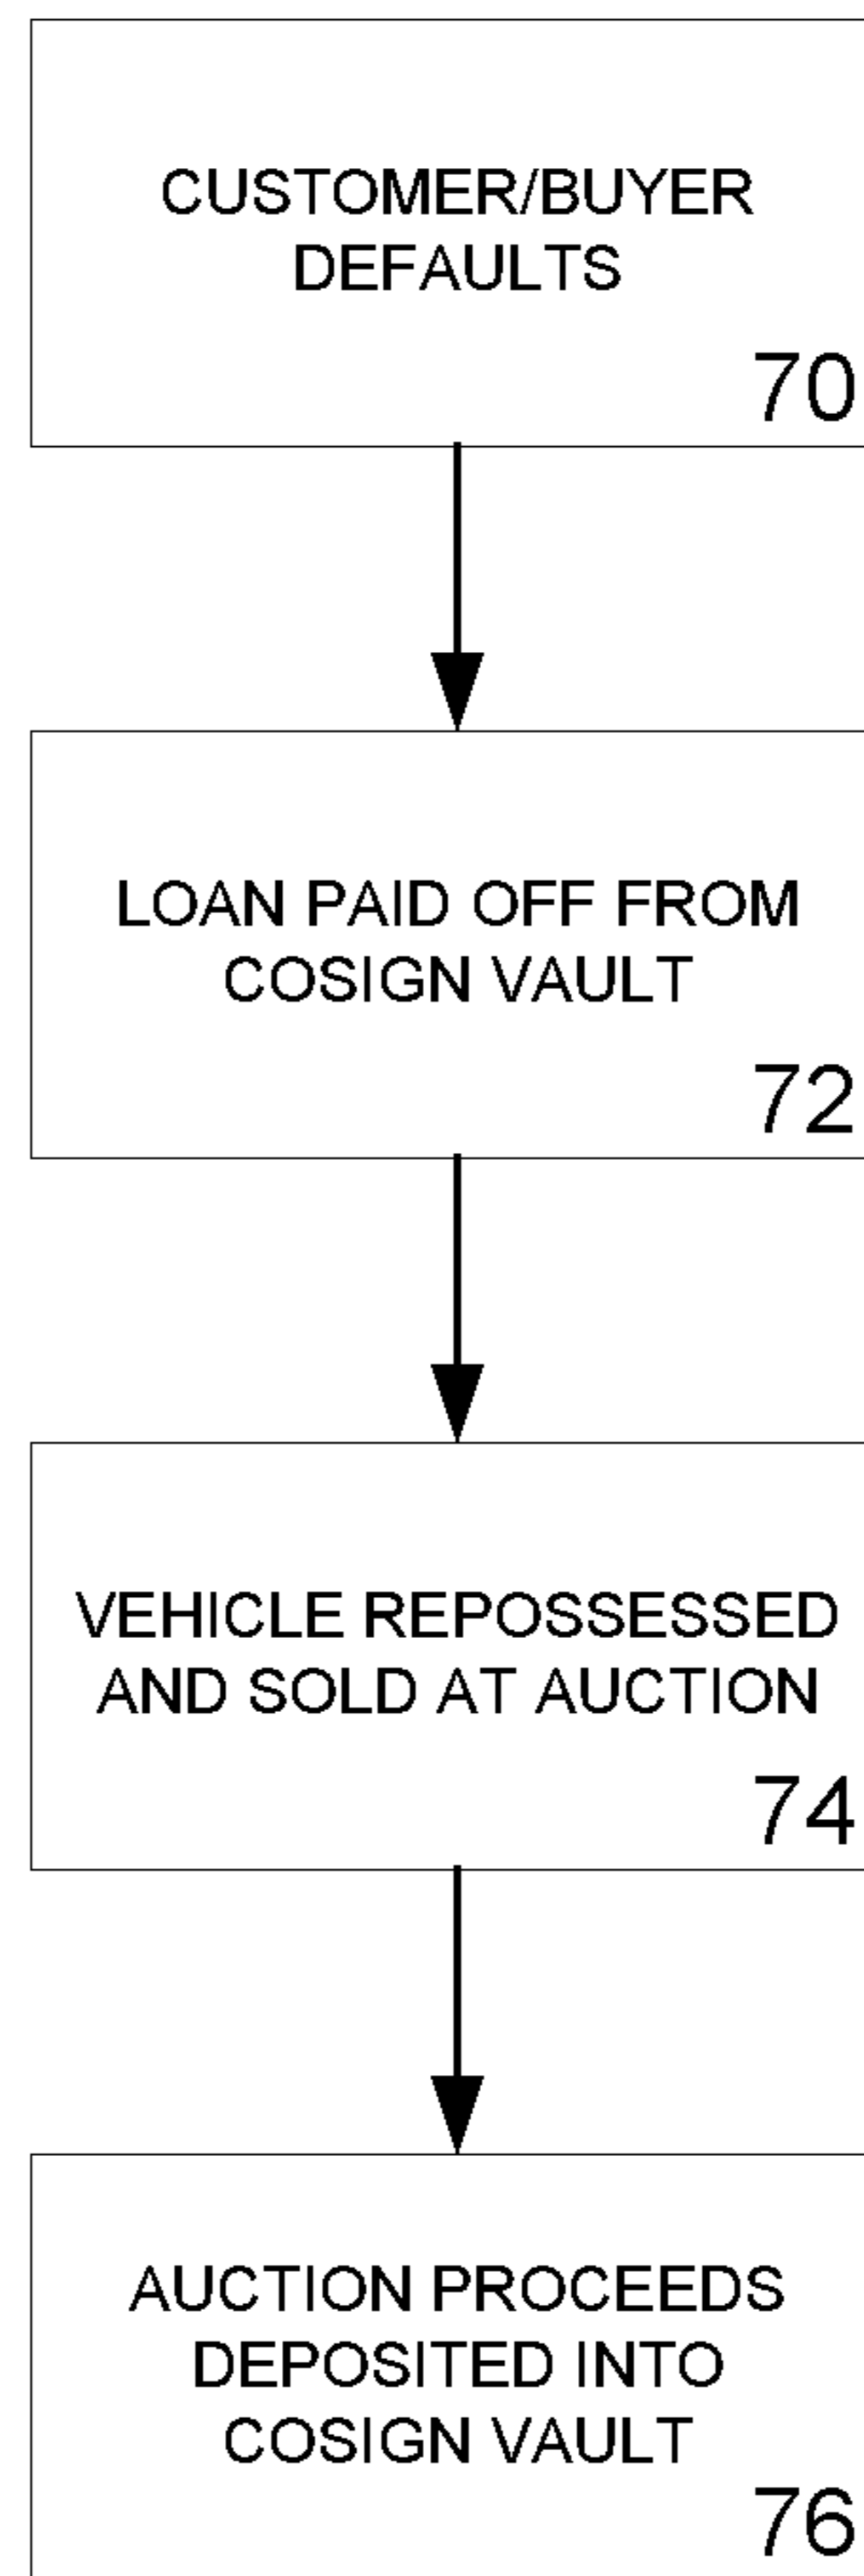 CUSTOMER/BUYER
DEFAULTS
70
LOAN PAID OFF FROM
COSIGN VAULT
72
VEHICLE REPOSSESSED
AND SOLD AT AUCTION
74
AUCTION PROCEEDS
DEPOSITED INTO
COSIGN VAULT
76